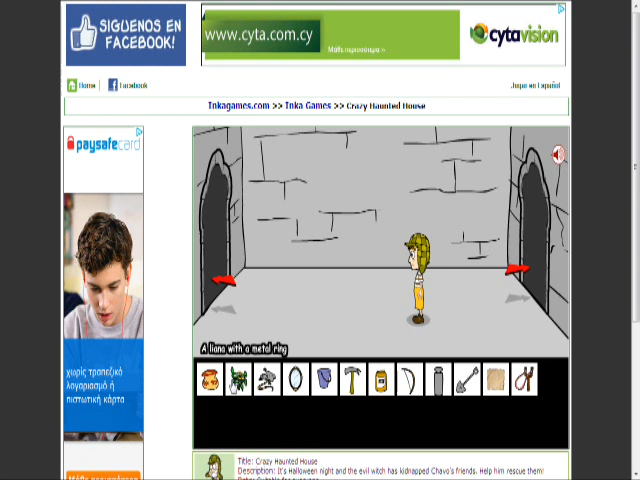 SIGUENOS EN
FACEBOOK!
www.cyta.com.cy
Μάθε περισσότερα »
cytavision
Home | Facebook
Juega en Español
Inkagames.com >> Inka Games >> Crazy Haunted House
paysafecard
χωρίς τραπεζικό
λογαριασμό ή
πιστωτική κάρτα
A liana with a metal ring
Title: Crazy Haunted House
Description: It's Halloween night and the evil witch has kidnapped Chavo's friends. Help him rescue them!